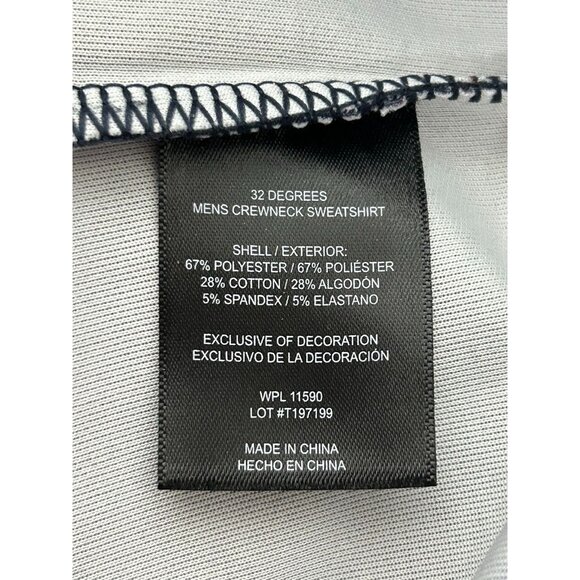 32 DEGREES
MENS CREWNECK SWEATSHIRT
SHELL / EXTERIOR:
67% POLYESTER / 67% POLIÉSTER
28% COTTON / 28% ALGODÓN
5% SPANDEX / 5% ELASTANO
EXCLUSIVE OF DECORATION
EXCLUSIVO DE LA DECORACIÓN
WPL 11590
LOT #T197199
MADE IN CHINA
HECHO EN CHINA